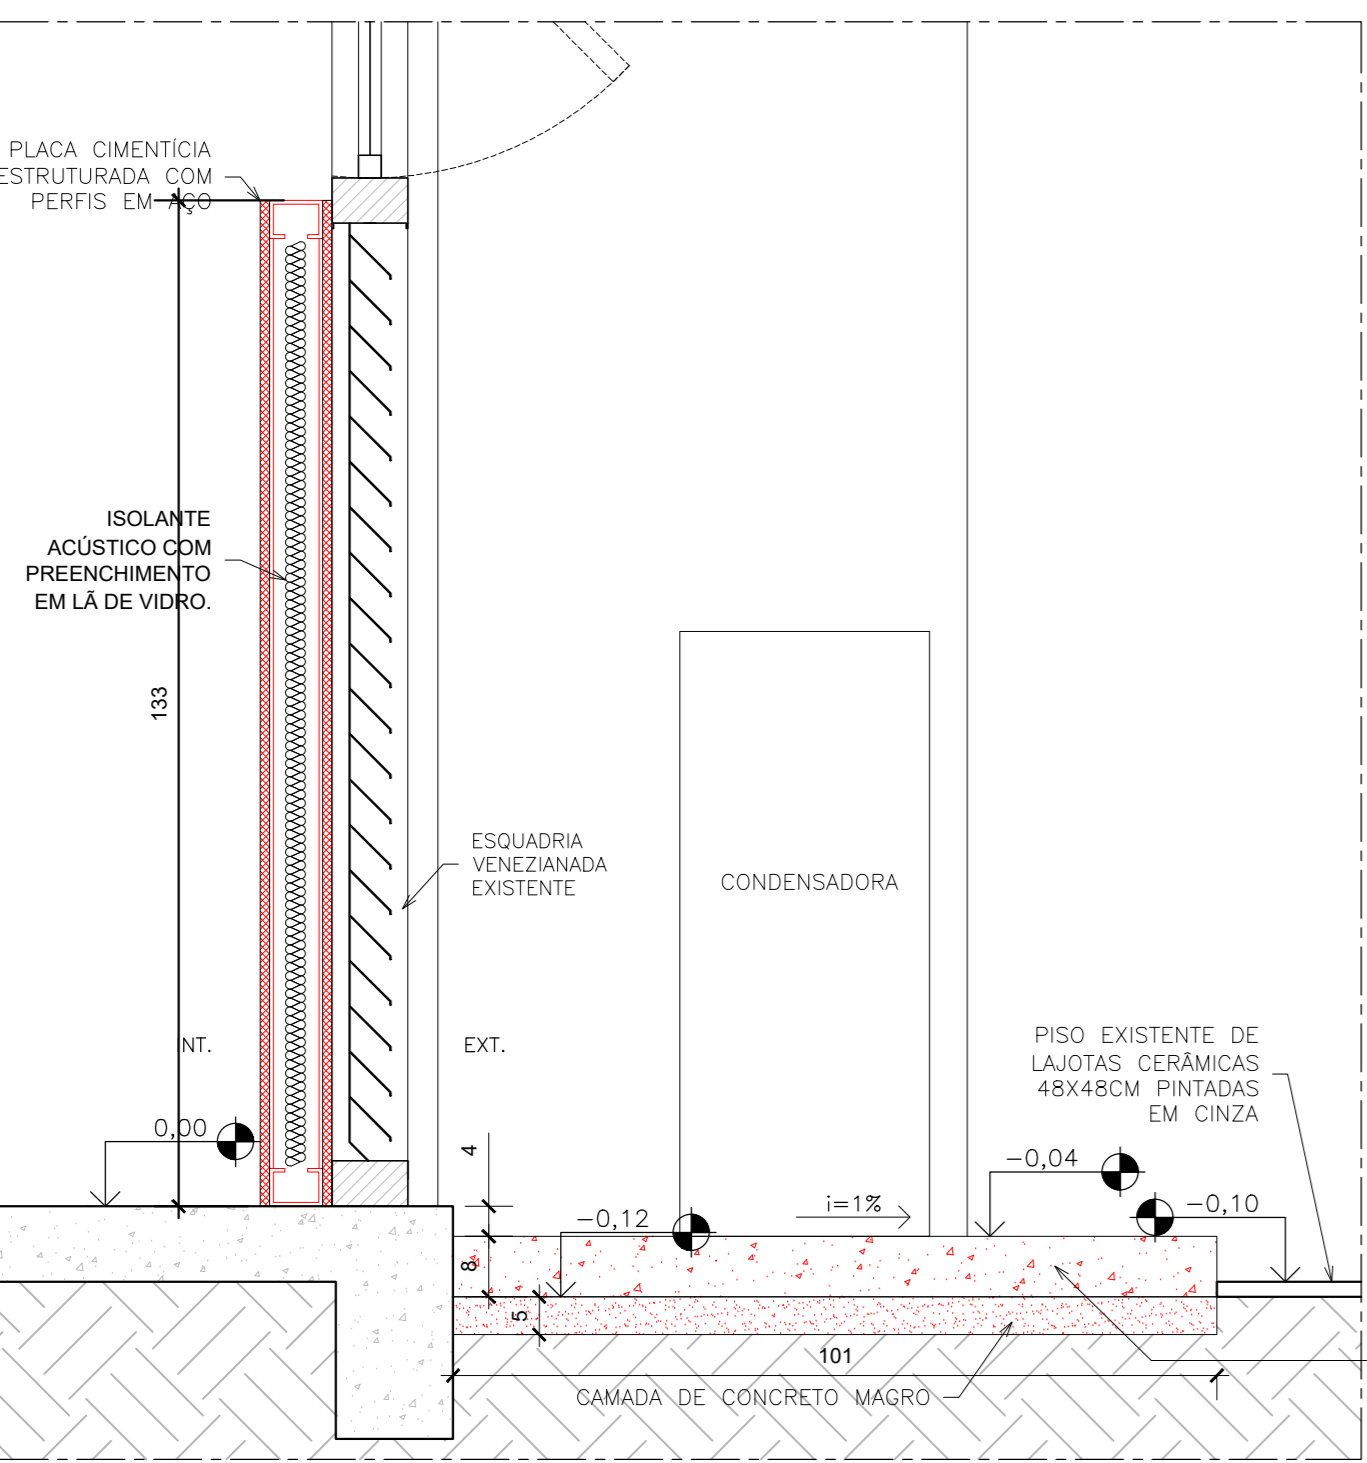 PLACA CIMENTÍCIA
ESTRUTURADA COM
PERFIS EM AÇO
ISOLANTE
ACÚSTICO COM
PREENCHIMENTO
EM LÃ DE VIDRO.
133
ESQUADRIA
VENEZIANADA
EXISTENTE
CONDENSADORA
INT.
EXT.
PISO EXISTENTE DE
LAJOTAS CERÂMICAS
48X48CM PINTADAS
EM CINZA
0,00
4
-0,04
-0,12
i=1%
-0,10
8
5
101
CAMADA DE CONCRETO MAGRO